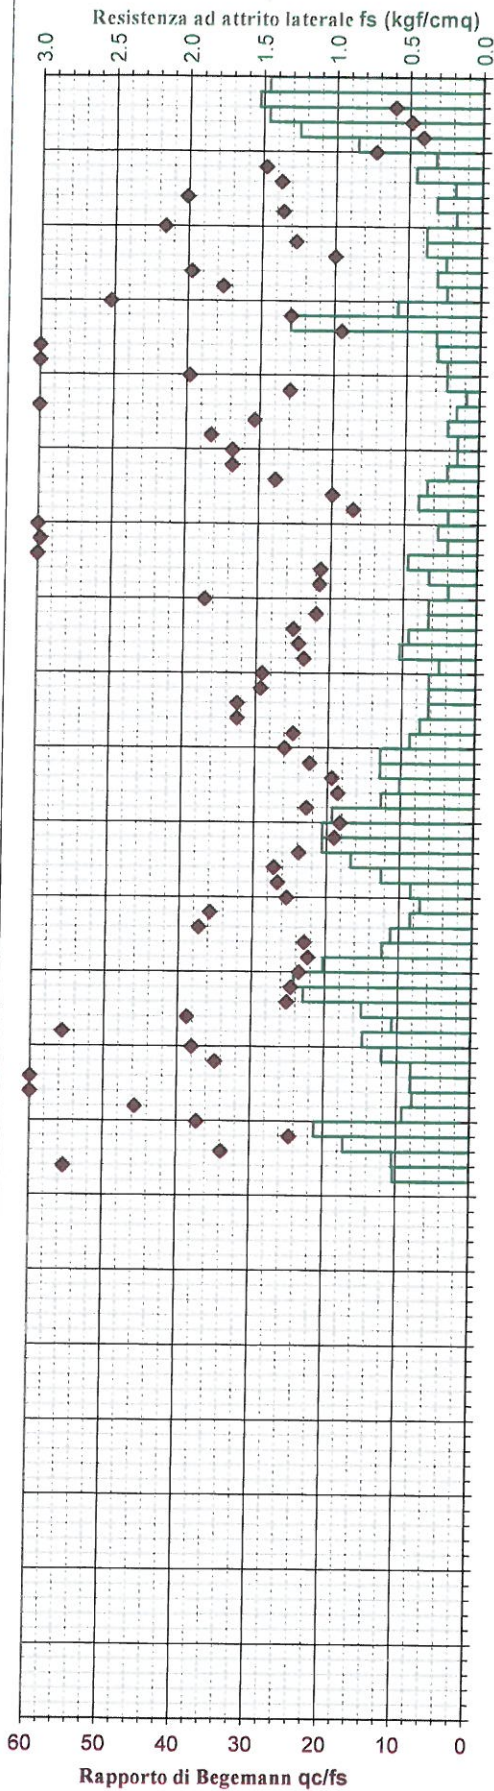 Resistenza ad attrito laterale fs (kgf/cmq)
3.0 2.5 2.0 1.5 1.0 0.5 0.0
60 50 40 30 20 10 0
Rapporto di Begemann qc/fs